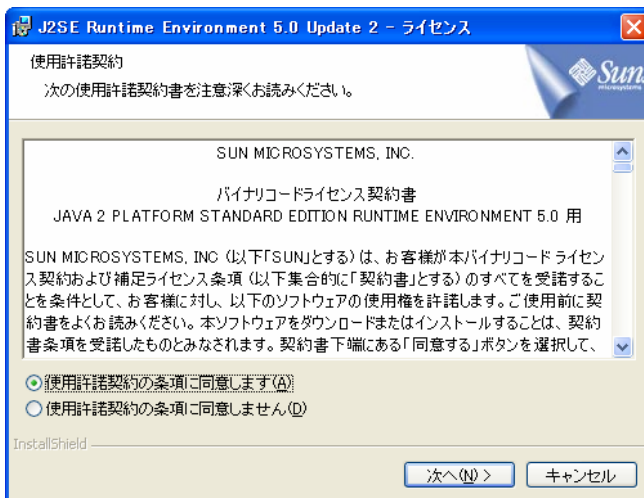 J2SE Runtime Environment 5.0 Update 2 - ライセンス
使用許諾契約
次の使用許諾契約書を注意深くお読みください。
Sun
microsystems
SUN MICROSYSTEMS, INC.
バイナリコードライセンス契約書
JAVA 2 PLATFORM STANDARD EDITION RUNTIME ENVIRONMENT 5.0 用
SUN MICROSYSTEMS, INC (以下「SUN」とする) は、お客様が本バイナリコード ライセン
ス契約および補足ライセンス条項 (以下集合的に「契約書」とする) のすべてを受諾するこ
とを条件として、お客様に対し、以下のソフトウェアの使用権を許諾します。ご使用前に契
約書をよくお読みください。本ソフトウェアをダウンロードまたはインストールすることは、契約
書条項を受諾したものとみなされます。契約書下端にある「同意する」ボタンを選択して、
使用許諾契約の条項に同意します(A)
使用許諾契約の条項に同意しません(D)
InstallShield
次へ(N) >
キャンセル